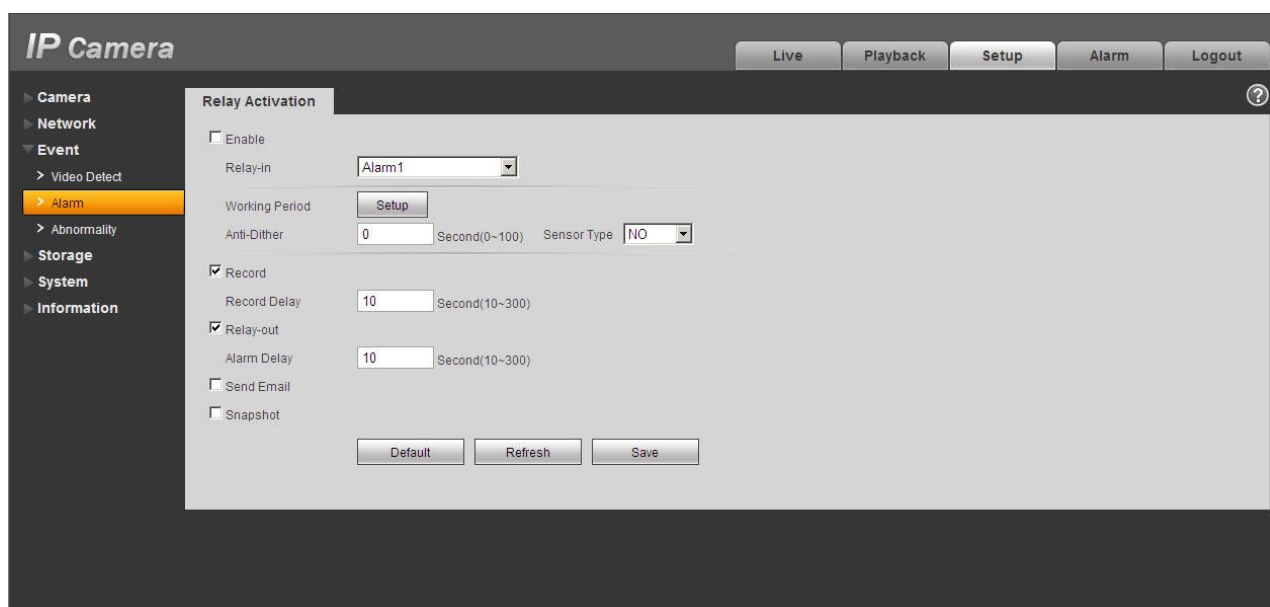 IP Camera
Live Playback Setup Alarm Logout
Camera
Network
Event
> Video Detect
> Alarm
> Abnormality
Storage
System
Information
Relay Activation
?
Enable
Relay-in Alarm1
Working Period Setup
Anti-Dither 0 Second(0~100) Sensor Type NO
Record
Record Delay 10 Second(10~300)
Relay-out
Alarm Delay 10 Second(10~300)
Send Email
Snapshot
Default Refresh Save